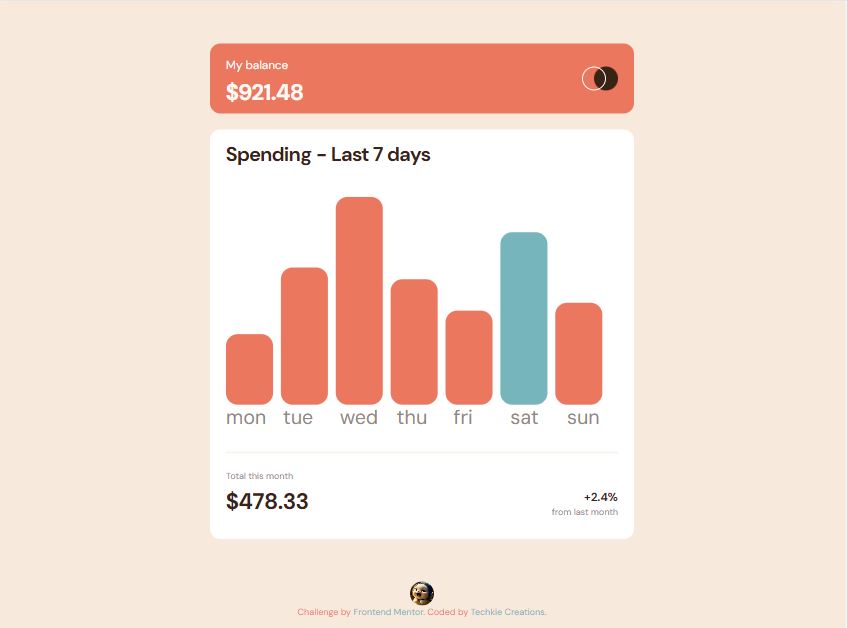 My balance
$921.48
Spending - Last 7 days
mon tue wed thu fri sat sun
Total this month
$478.33
+2.4%
from last month
Challenge by Frontend Mentor. Coded by Techkie Creations.